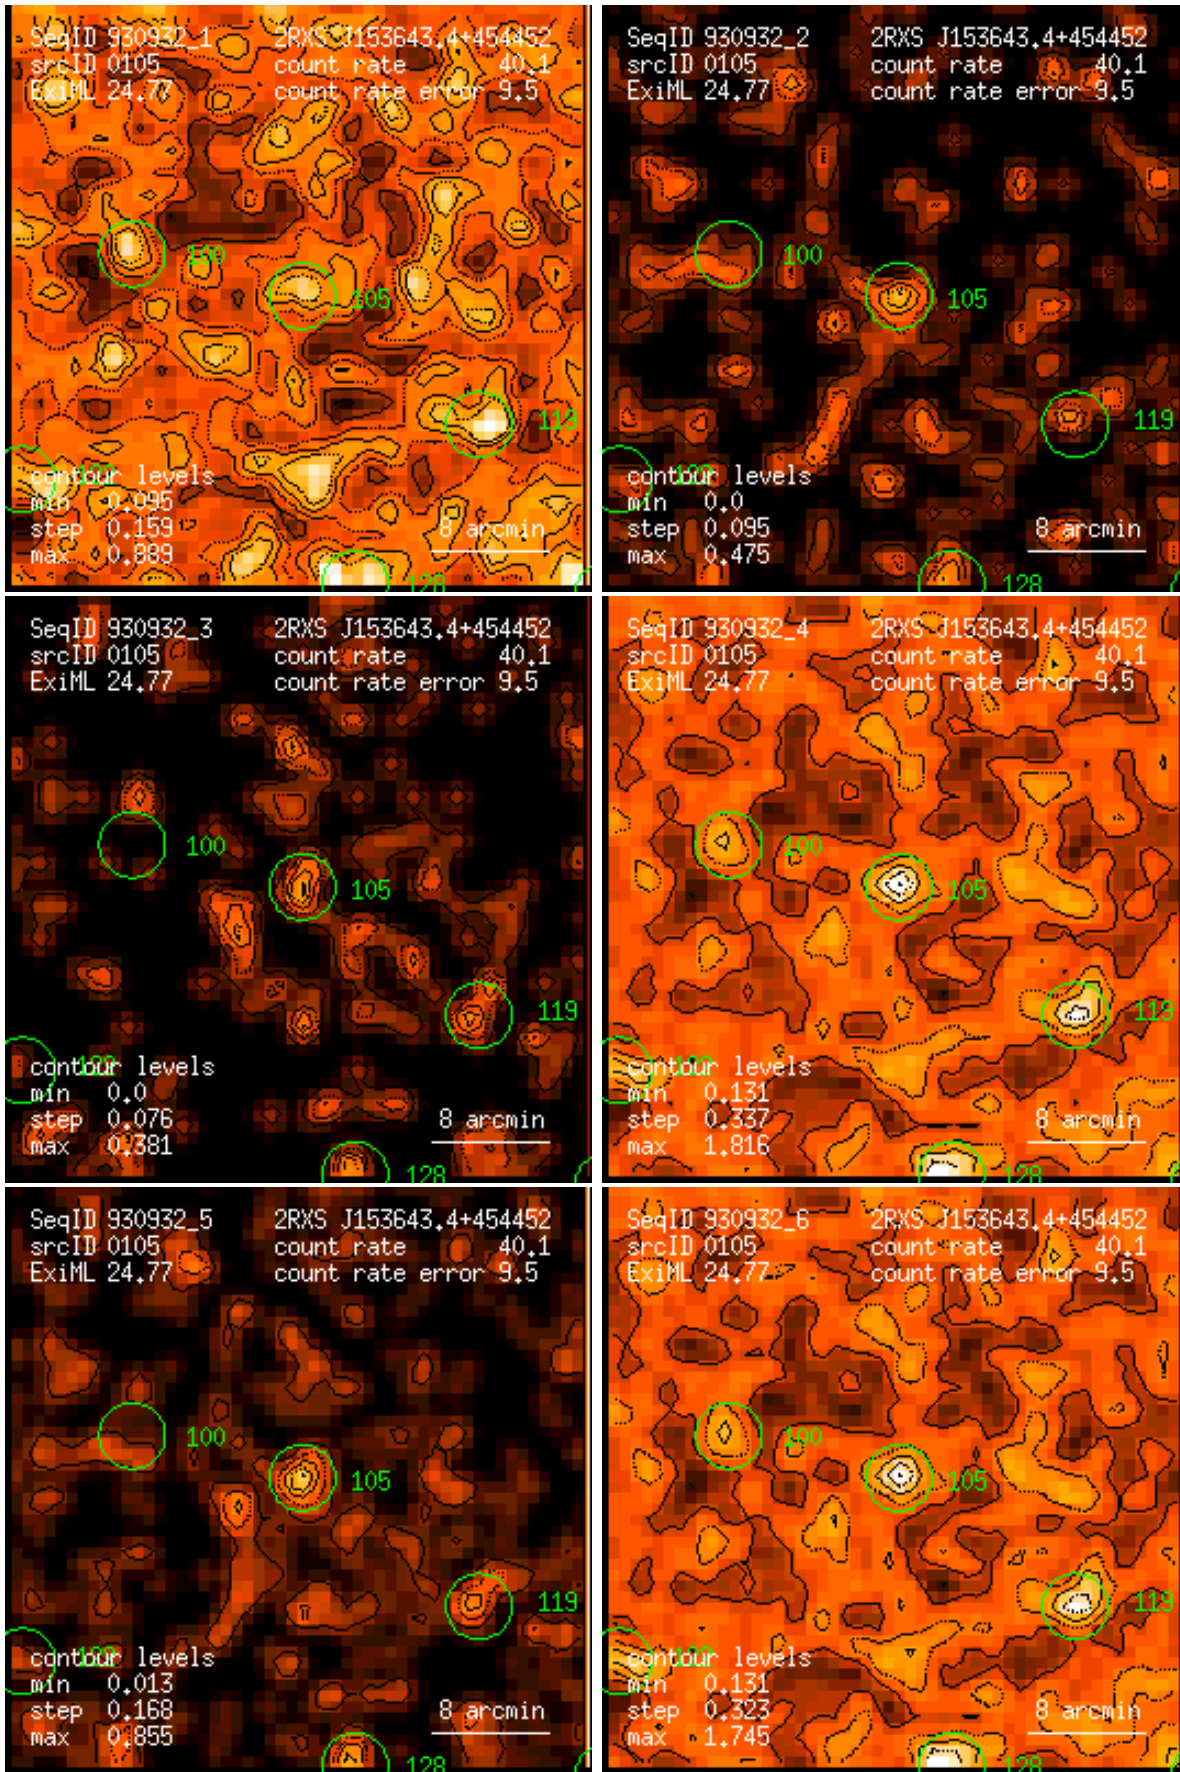 SeqID 930932_1 2RXS J153643.4+454452
srcID 0105 count rate 40.1
ExiML 24.77 count rate error 9.5
100
105
119
contour levels
min 0.095
step 0.159 8 arcmin
max 0.889
128
SeqID 930932_2 2RXS J153643.4+454452
srcID 0105 count rate 40.1
ExiML 24.77 count rate error 9.5
100
105
119
contour levels
min 0.0
step 0.095 8 arcmin
max 0.475
128
SeqID 930932_3 2RXS J153643.4+454452
srcID 0105 count rate 40.1
ExiML 24.77 count rate error 9.5
100
105
119
contour levels
min 0.0
step 0.076 8 arcmin
max 0.381
128
SeqID 930932_4 2RXS J153643.4+454452
srcID 0105 count rate 40.1
ExiML 24.77 count rate error 9.5
100
105
119
contour levels
min 0.131
step 0.337 8 arcmin
max 1.816
128
SeqID 930932_5 2RXS J153643.4+454452
srcID 0105 count rate 40.1
ExiML 24.77 count rate error 9.5
100
105
119
contour levels
min 0.013
step 0.168 8 arcmin
max 0.855
128
SeqID 930932_6 2RXS J153643.4+454452
srcID 0105 count rate 40.1
ExiML 24.77 count rate error 9.5
100
105
119
contour levels
min 0.131
step 0.323 8 arcmin
max 1.745
128